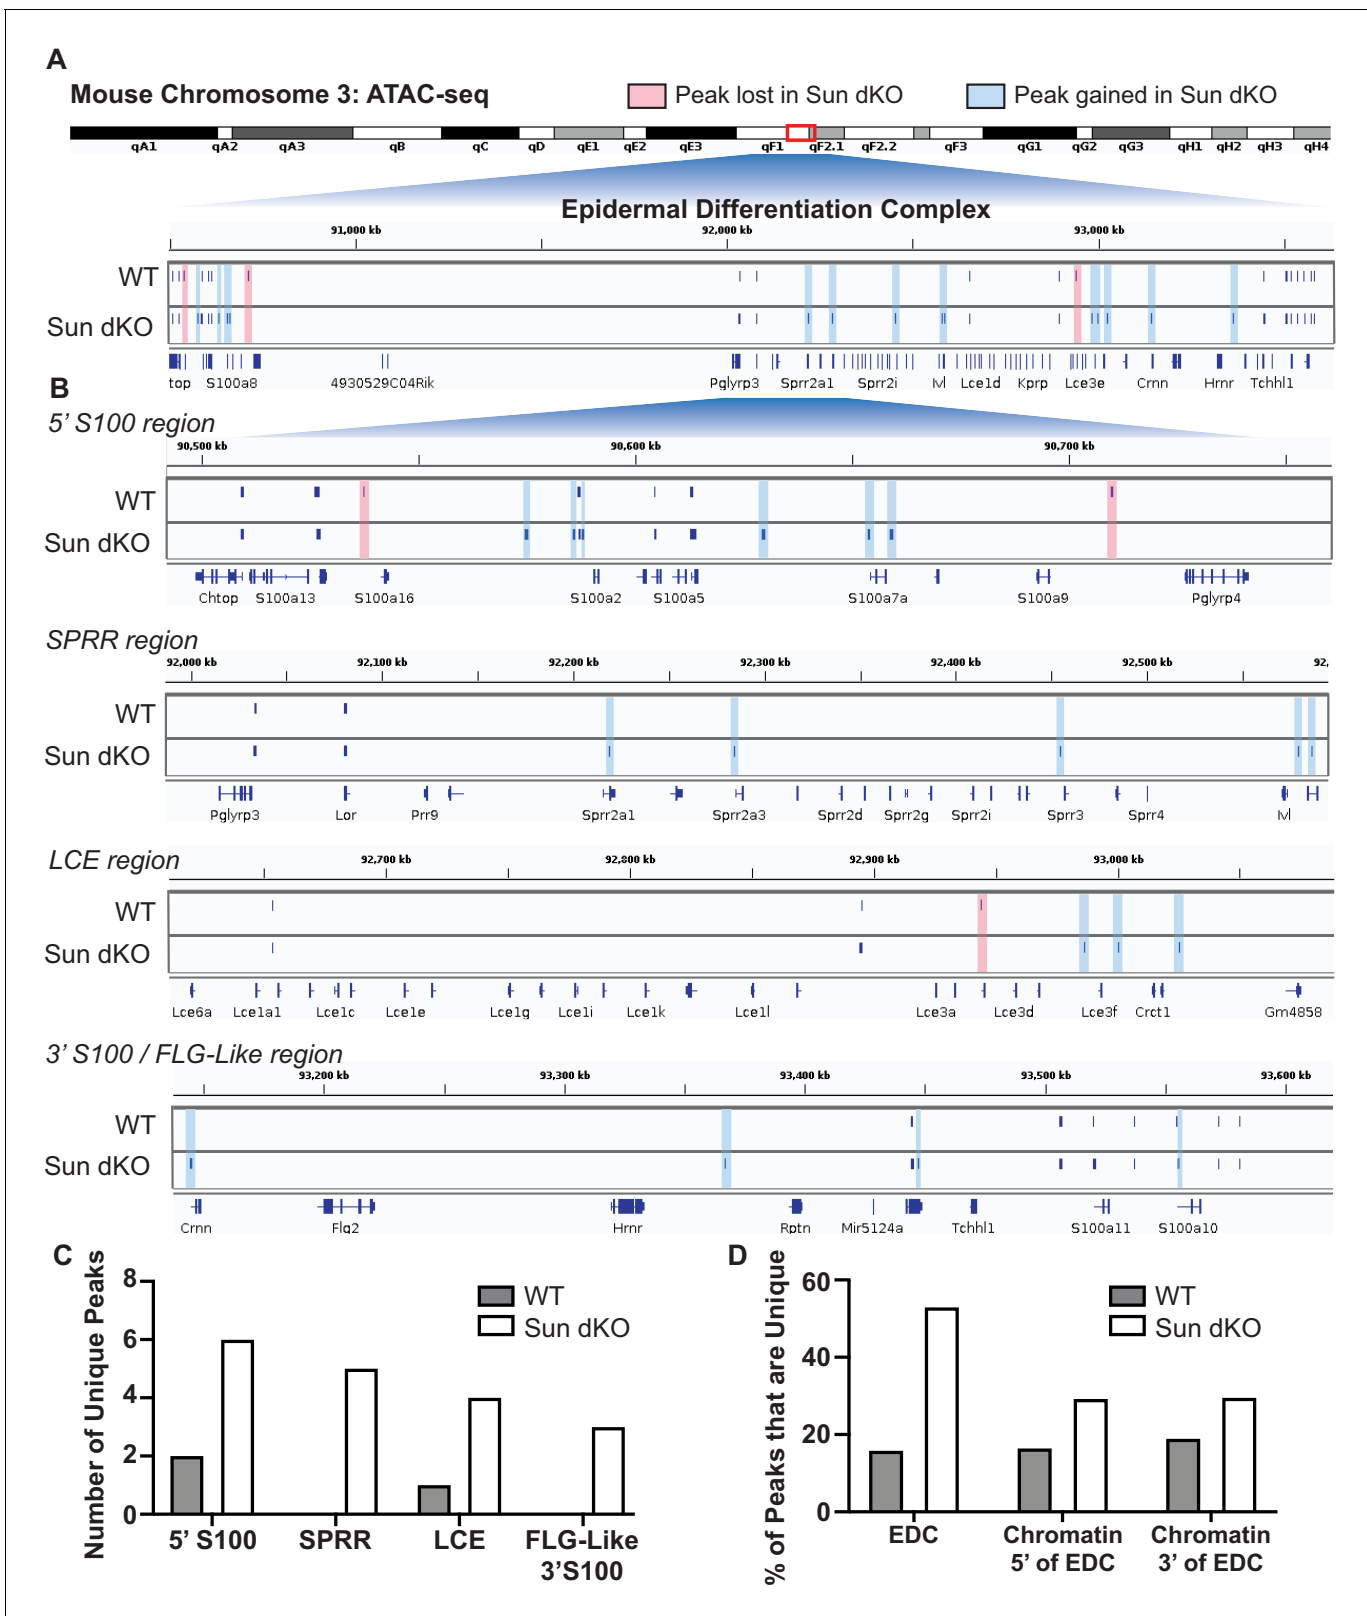 A
Mouse Chromosome 3: ATAC-seq
Peak lost in Sun dKO
Peak gained in Sun dKO
qA1 qA2 qA3 qB qC qD qE1 qE2 qE3 qF1 qF2.1 qF2.2 qF3 qG1 qG2 qG3 qH1 qH2 qH3 qH4
Epidermal Differentiation Complex
91,000 kb 92,000 kb 93,000 kb
WT
Sun dKO
top S100a8 4930529C04Rik Pglyrp3 Sprr2a1 Sprr2i Ivl Lce1d Kprp Lce3e Crnn Hrnr Tchhl1
B
5' S100 region
90,500 kb 90,600 kb 90,700 kb
WT
Sun dKO
Chtop S100a13 S100a16 S100a2 S100a5 S100a7a S100a9 Pglyrp4
SPRR region
92,000 kb 92,100 kb 92,200 kb 92,300 kb 92,400 kb 92,500 kb 92,
WT
Sun dKO
Pglyrp3 Lor Prr9 Sprr2a1 Sprr2a3 Sprr2d Sprr2g Sprr2i Sprr3 Sprr4 Ivl
LCE region
92,700 kb 92,800 kb 92,900 kb 93,000 kb
WT
Sun dKO
Lce6a Lce1a1 Lce1c Lce1e Lce1g Lce1i Lce1k Lce1l Lce3a Lce3d Lce3f Crct1 Gm4858
3' S100 / FLG-Like region
93,200 kb 93,300 kb 93,400 kb 93,500 kb 93,600 kb
WT
Sun dKO
Crnn Flg2 Hrnr Rptn Mir5124a Tchhl1 S100a11 S100a10
C
Number of Unique Peaks
8
6
4
2
0
WT
Sun dKO
5' S100 SPRR LCE FLG-Like
3'S100
D
% of Peaks that are Unique
60
40
20
0
WT
Sun dKO
EDC Chromatin Chromatin
5' of EDC 3' of EDC